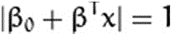 |β₀ + βᵀx| = 1